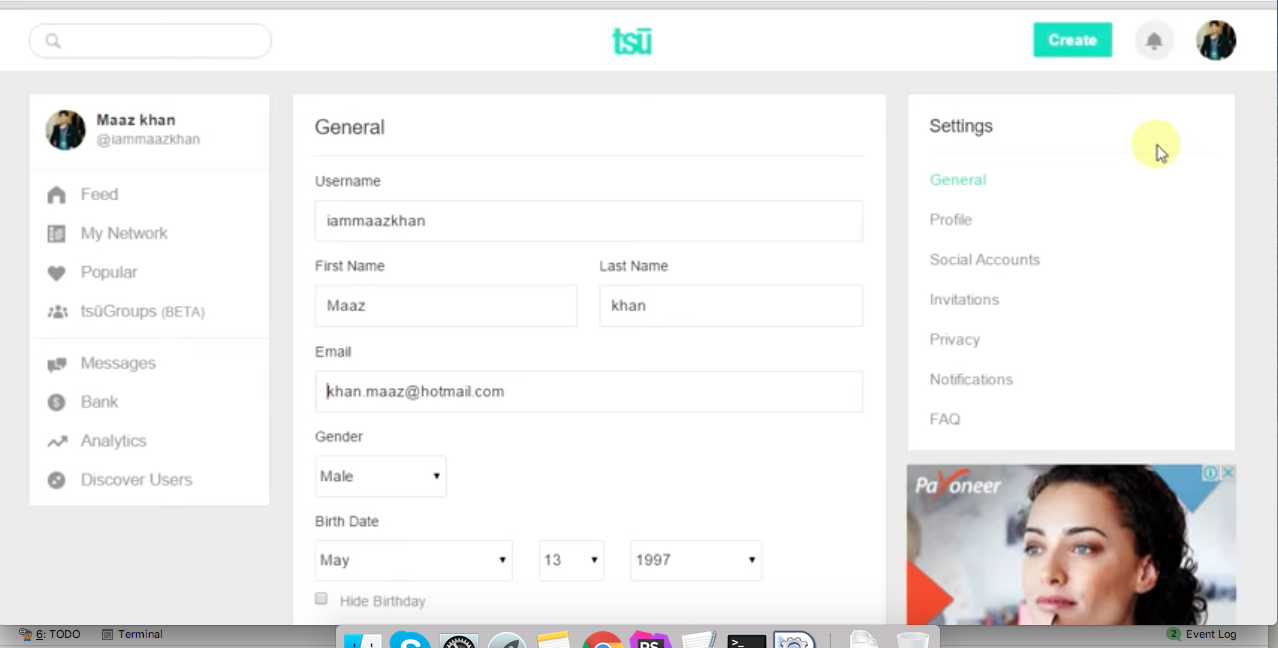 tsū
Create
Maaz khan
@iammaazkhan
Feed
My Network
Popular
tsūGroups (BETA)
Messages
Bank
Analytics
Discover Users
General
Username
iammaazkhan
First Name
Last Name
Maaz
khan
Email
khan.maaz@hotmail.com
Gender
Male
Birth Date
May
13
1997
Hide Birthday
Settings
General
Profile
Social Accounts
Invitations
Privacy
Notifications
FAQ
Payoneer
6: TODO
Terminal
2 Event Log
PS